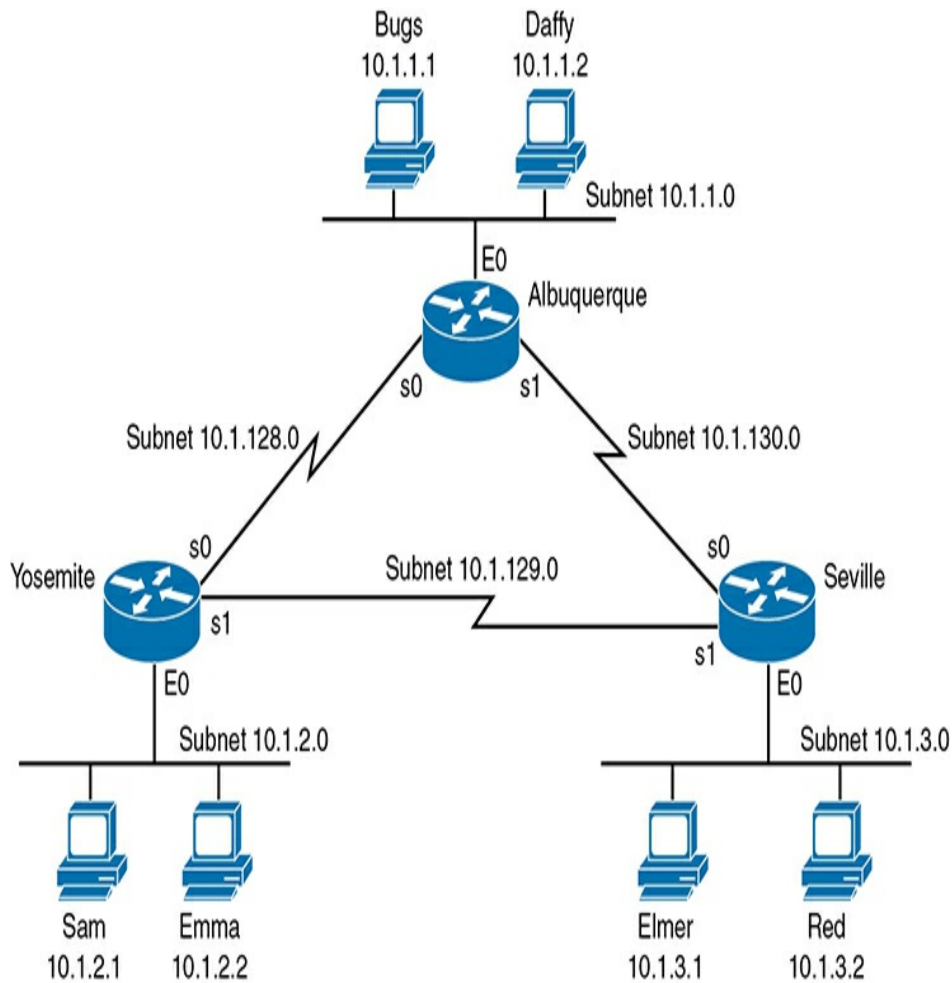 Bugs
10.1.1.1
Daffy
10.1.1.2
Subnet 10.1.1.0
E0
Albuquerque
s0
s1
Subnet 10.1.128.0
Subnet 10.1.130.0
Yosemite
s0
Subnet 10.1.129.0
s0
Seville
s1
s1
E0
E0
Subnet 10.1.2.0
Subnet 10.1.3.0
Sam
10.1.2.1
Emma
10.1.2.2
Elmer
10.1.3.1
Red
10.1.3.2